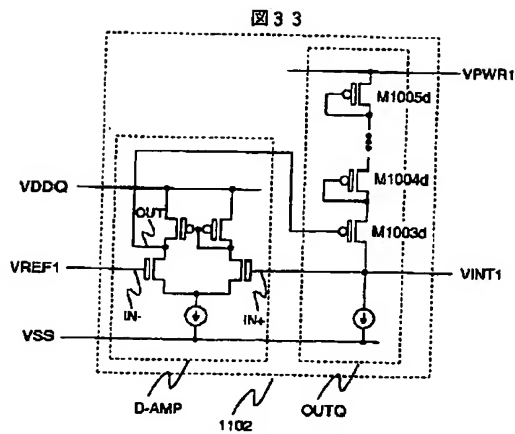 図33
VPWR1
M1005d
VDDQ
M1004d
OUT
M1003d
VREF1
VINT1
IN-
IN+
VSS
D-AMP
OUTQ
1102